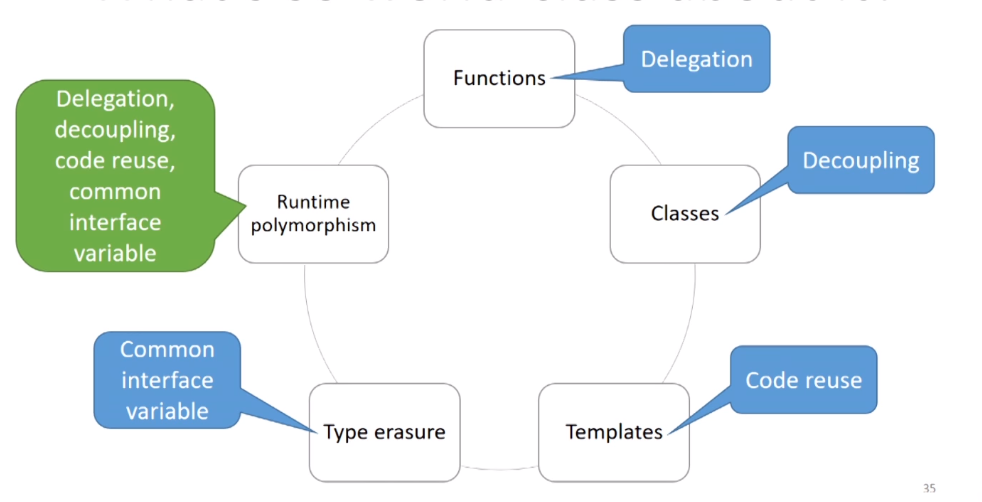 Functions
Delegation
Delegation,
decoupling,
code reuse,
common
interface
variable
Decoupling
Runtime
polymorphism
Classes
Common
interface
variable
Code reuse
Type erasure
Templates
35